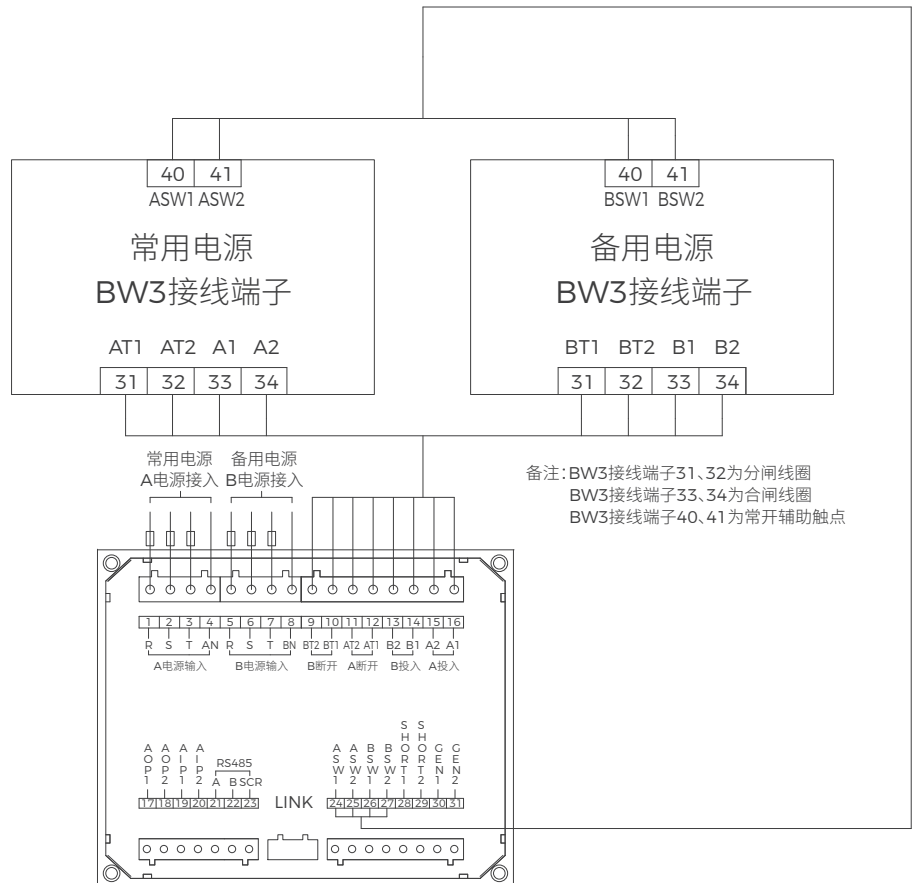 40 41 40 41
ASW1 ASW2 BSW1 BSW2
常用电源 备用电源
BW3接线端子 BW3接线端子
AT1 AT2 A1 A2 BT1 BT2 B1 B2
31 32 33 34 31 32 33 34
常用电源 备用电源
A电源接入 B电源接入
备注:BW3接线端子31、32为分闸线圈
BW3接线端子33、34为合闸线圈
BW3接线端子40、41为常开辅助触点
1 2 3 4 5 6 7 8 9 10 11 12 13 14 15 16
R S T AN R S T BN BT2 BT1 AT2 AT1 B2 B1 A2 A1
A电源输入 B电源输入 B断开 A断开 B投入 A投入
AOP1 AOP2 AIP1 AIP2 RS485 ASW1 ASW2 BSW1 BSW2 SHORT1 SHORT2 GEN1 GEN2
A B SCR
17 18 19 20 21 22 23 LINK 24 25 26 27 28 29 30 31